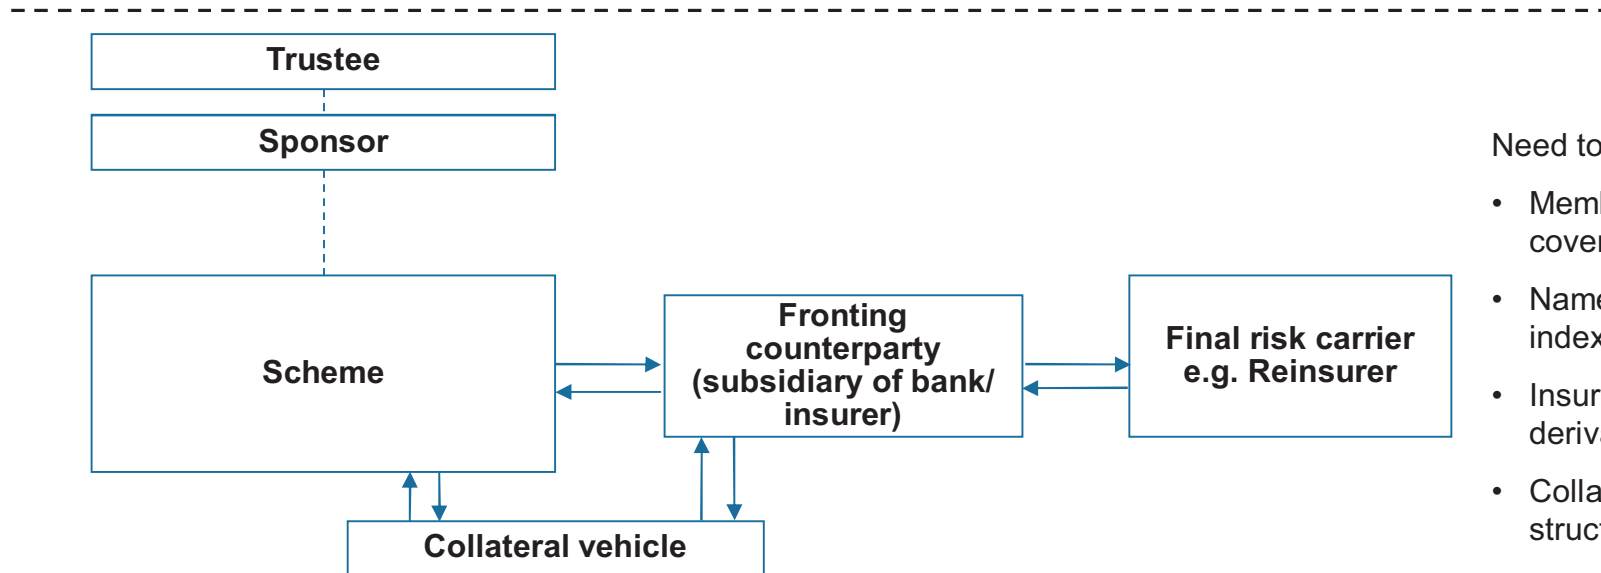 Trustee
Sponsor
Scheme
Fronting
counterparty
(subsidiary of bank/
insurer)
Final risk carrier
e.g. Reinsurer
Collateral vehicle
Need to
•
•
•
•